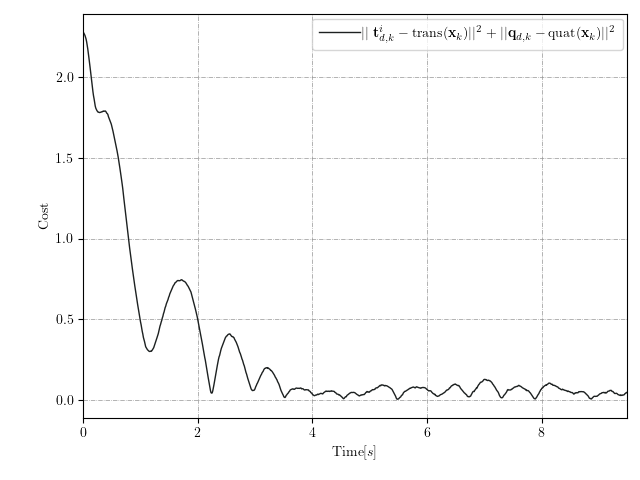 || t^i_{d,k} − trans(x_k)||^2 + ||q_{d,k} − quat(x_k)||^2
2.0
1.5
1.0
0.5
0.0
Cost
0 2 4 6 8
Time[s]